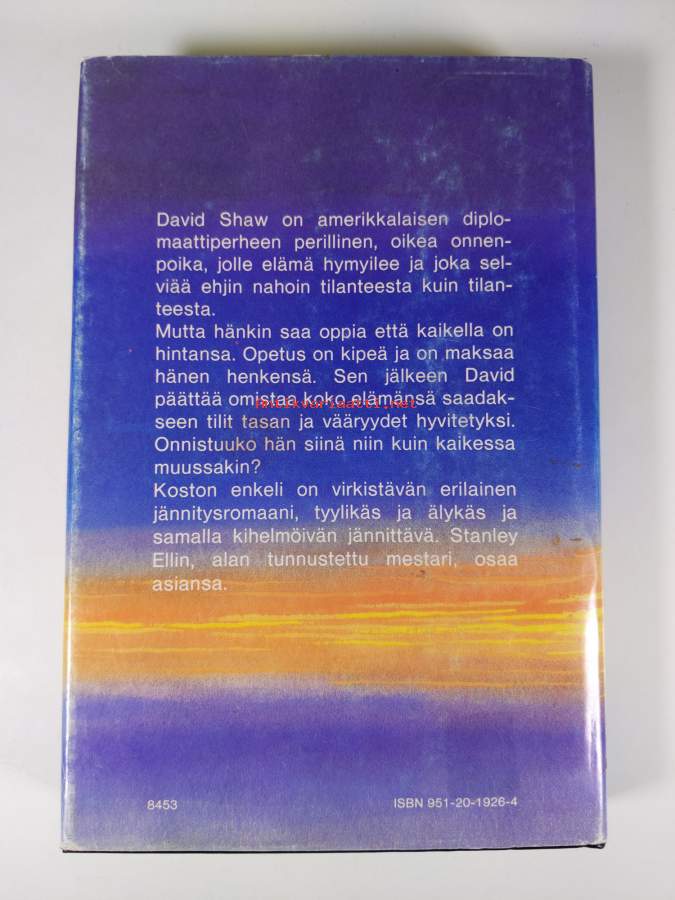 David Shaw on amerikkalaisen diplo-
maattiperheen perillinen, oikea onnen-
poika, jolle elämä hymyilee ja joka sel-
viää ehjin nahoin tilanteesta kuin tilan-
teesta.
Mutta hänkin saa oppia että kaikella on
hintansa. Opetus on kipeä ja on maksaa
hänen henkensä. Sen jälkeen David
päättää omistaa koko elämänsä saadak-
Antikvariaatti.net
seen tilit tasan ja vääryydet hyvitetyksi.
Onnistuuko hän siinä niin kuin kaikessa
muussakin?
Koston enkeli on virkistävän erilainen
jännitysromaani, tyylikäs ja älykäs ja
samalla kihelmöivän jännittävä. Stanley
Ellin, alan tunnustettu mestari, osaa
asiansa.
8453
ISBN 951-20-1926-4